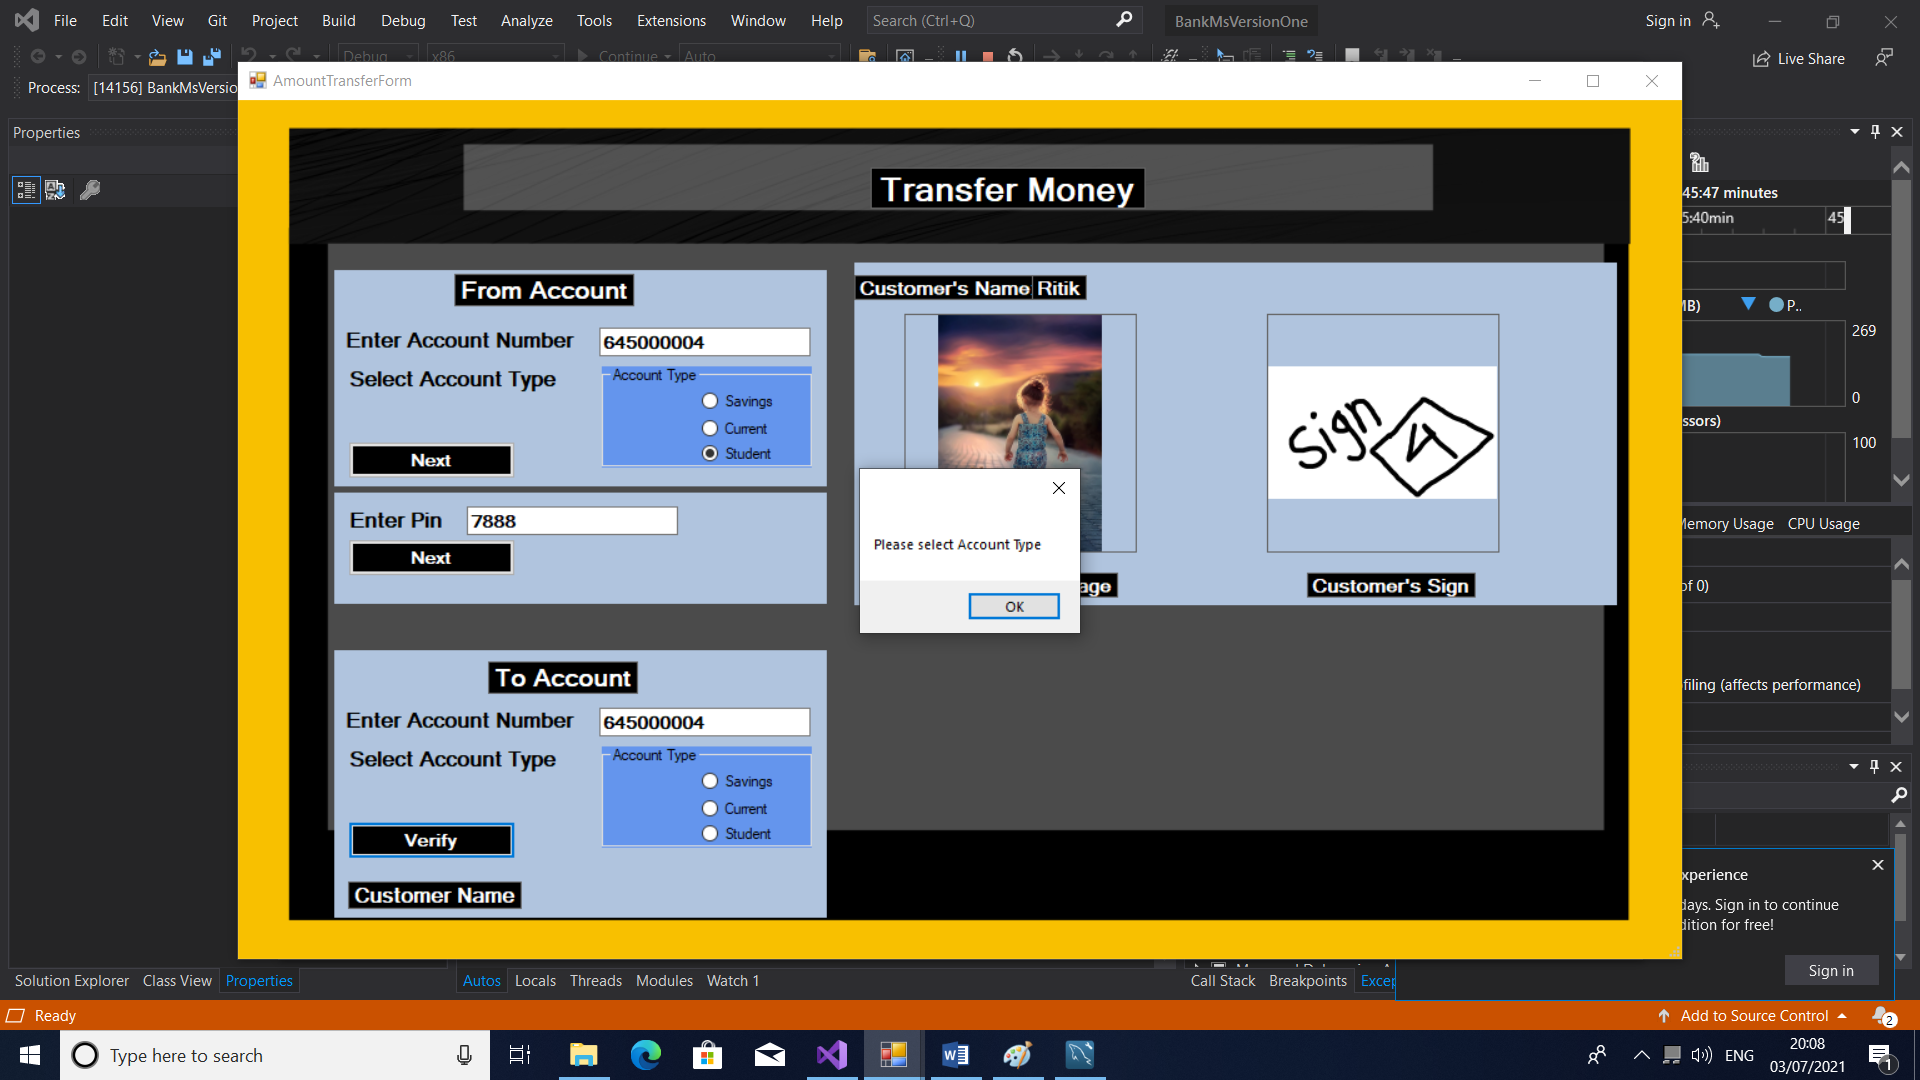 File Edit View Git Project Build Debug Test Analyze Tools Extensions Window Help Search (Ctrl+Q) BankMsVersionOne Sign in
Debug x86 Continue Auto Live Share
Process: [14156] BankMsVersio
AmountTransferForm
Properties
Transfer Money
45:47 minutes
5:40min 45
From Account
Customer's Name Ritik
MB) P..
269
0
Enter Account Number 645000004
Select Account Type
Account Type
Savings
Current
Student
Next
ssors)
100
Sign 4
Enter Pin 7888
Next
Please select Account Type
OK
age
Customer's Sign
Memory Usage CPU Usage
of 0)
filing (affects performance)
To Account
Enter Account Number 645000004
Select Account Type
Account Type
Savings
Current
Student
Verify
Customer Name
xperience
days. Sign in to continue
dition for free!
Sign in
Solution Explorer Class View Properties Autos Locals Threads Modules Watch 1 Call Stack Breakpoints Excep
Ready Add to Source Control 2
Type here to search ENG 20:08
03/07/2021 1